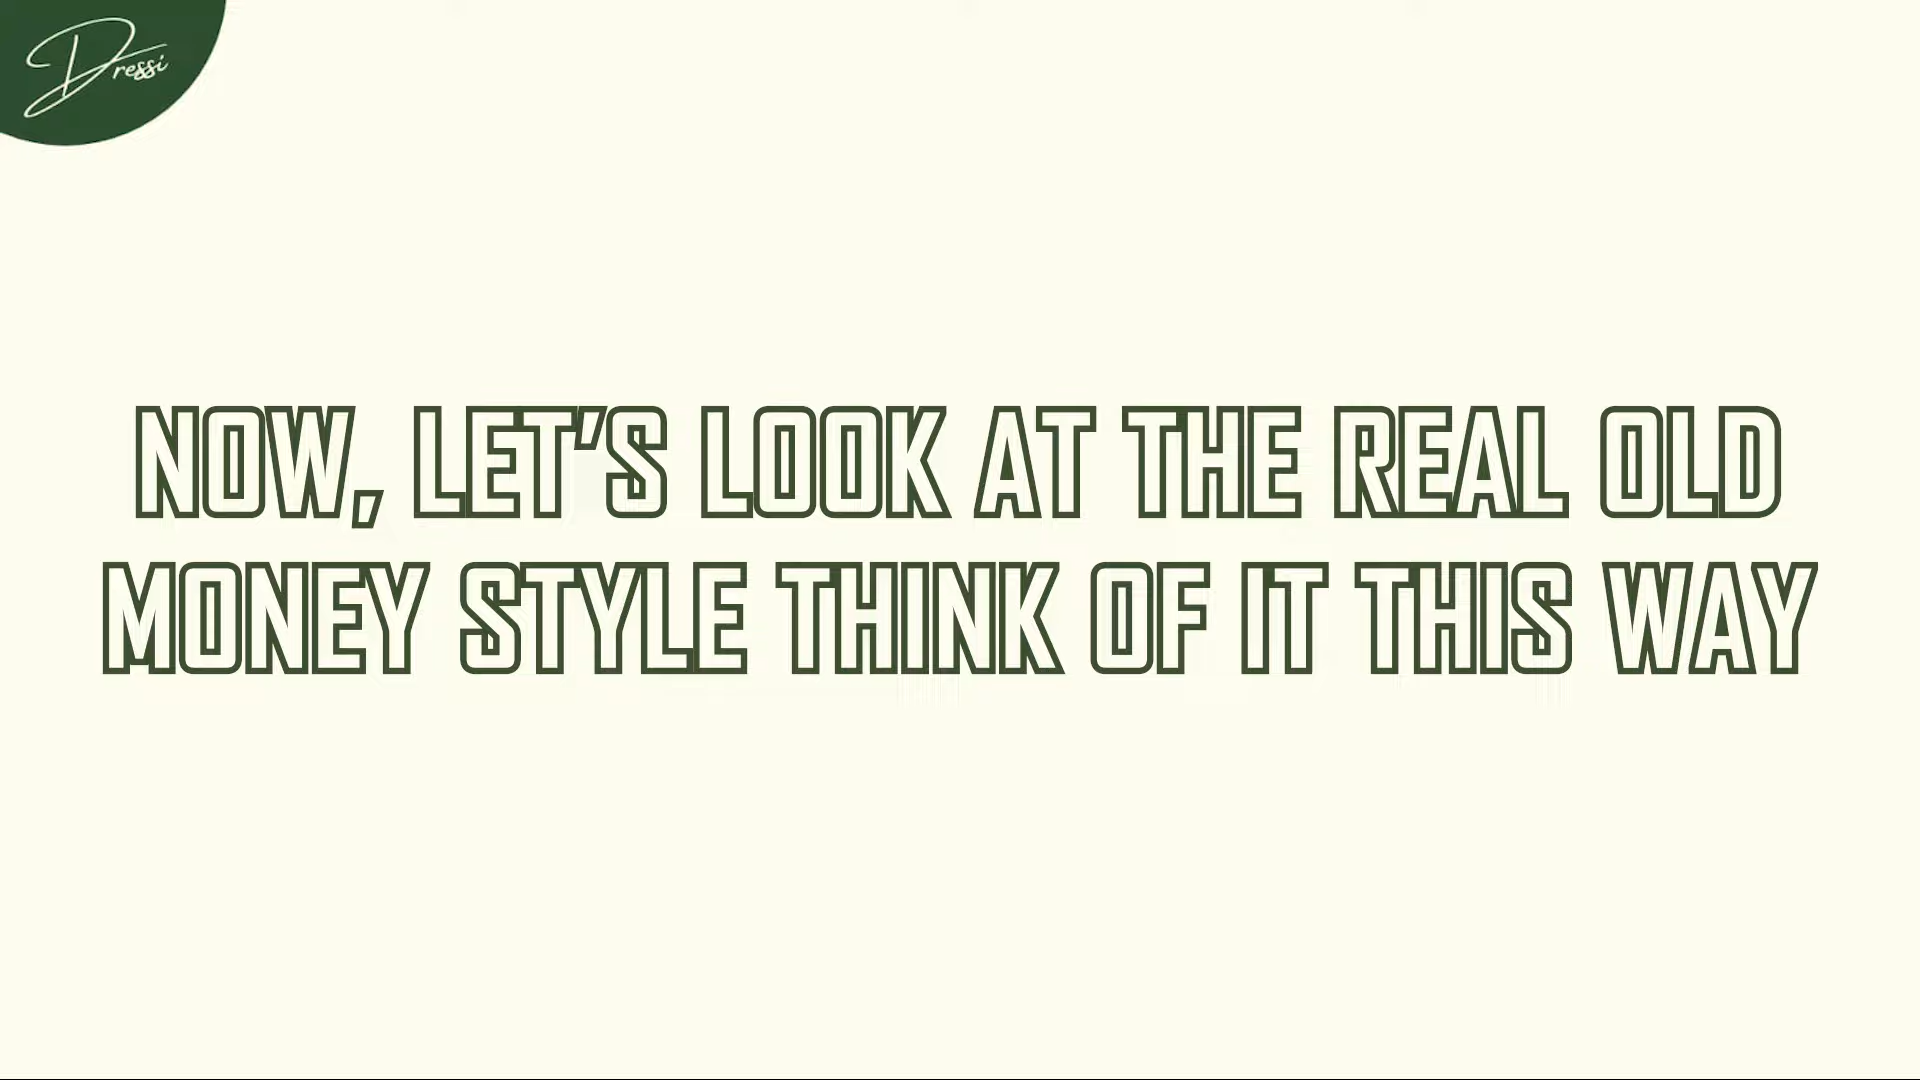 Dressi
NOW, LET’S LOOK AT THE REAL OLD
MONEY STYLE THINK OF IT THIS WAY